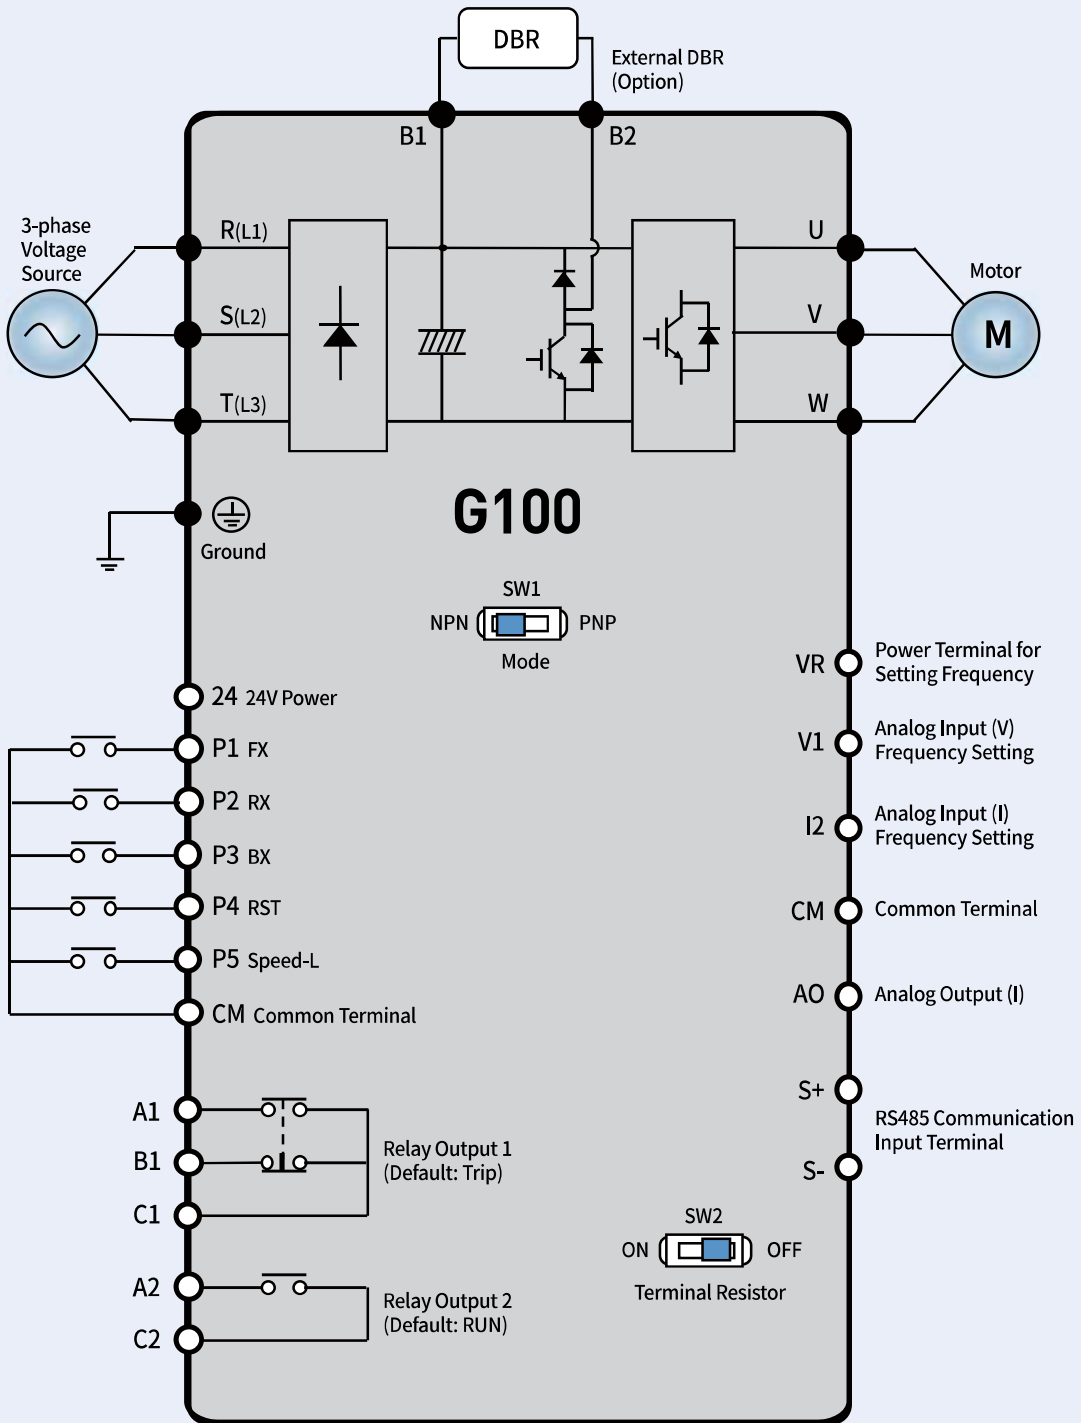 DBR
External DBR
(Option)
B1
B2
3-phase
Voltage
Source
R(L1)
S(L2)
T(L3)
U
V
W
Motor
M
Ground
G100
SW1
NPN
PNP
Mode
24 24V Power
P1 FX
P2 RX
P3 BX
P4 RST
P5 Speed-L
CM Common Terminal
VR
Power Terminal for
Setting Frequency
V1
Analog Input (V)
Frequency Setting
I2
Analog Input (I)
Frequency Setting
CM
Common Terminal
AO
Analog Output (I)
S+
S-
RS485 Communication
Input Terminal
A1
B1
C1
Relay Output 1
(Default: Trip)
A2
C2
Relay Output 2
(Default: RUN)
SW2
ON
OFF
Terminal Resistor